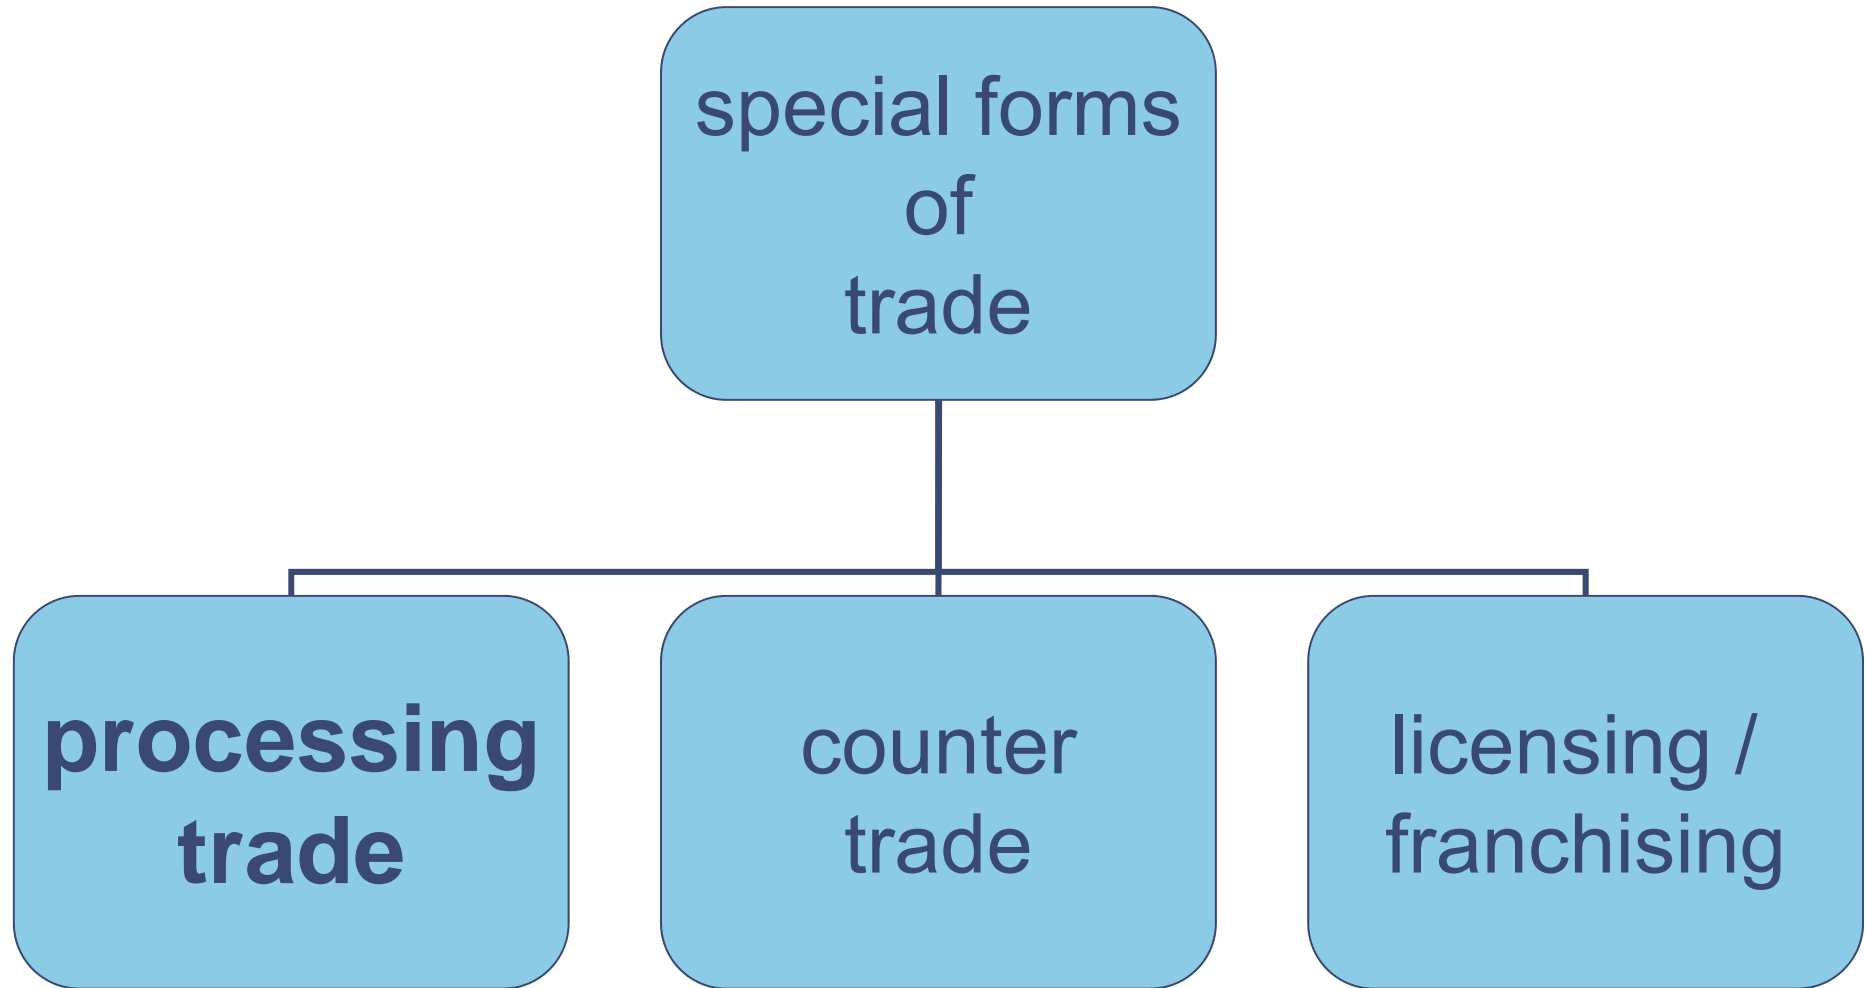 special forms
of
trade
processing
trade
counter
trade
licensing /
franchising